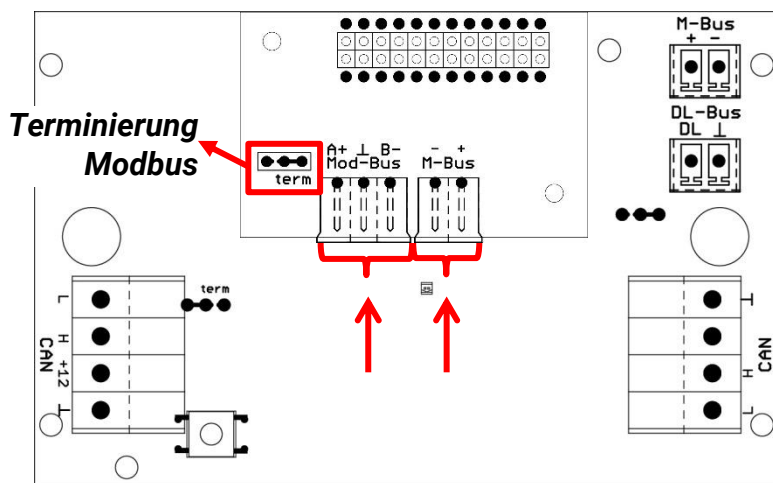 M-Bus
+ -
DL-Bus
DL ⊥
Terminierung
Modbus
term
A+ ⊥ B-
Mod-Bus
- +
M-Bus
term
CAN
L
H
+12
⊥
CAN
⊥
H
L